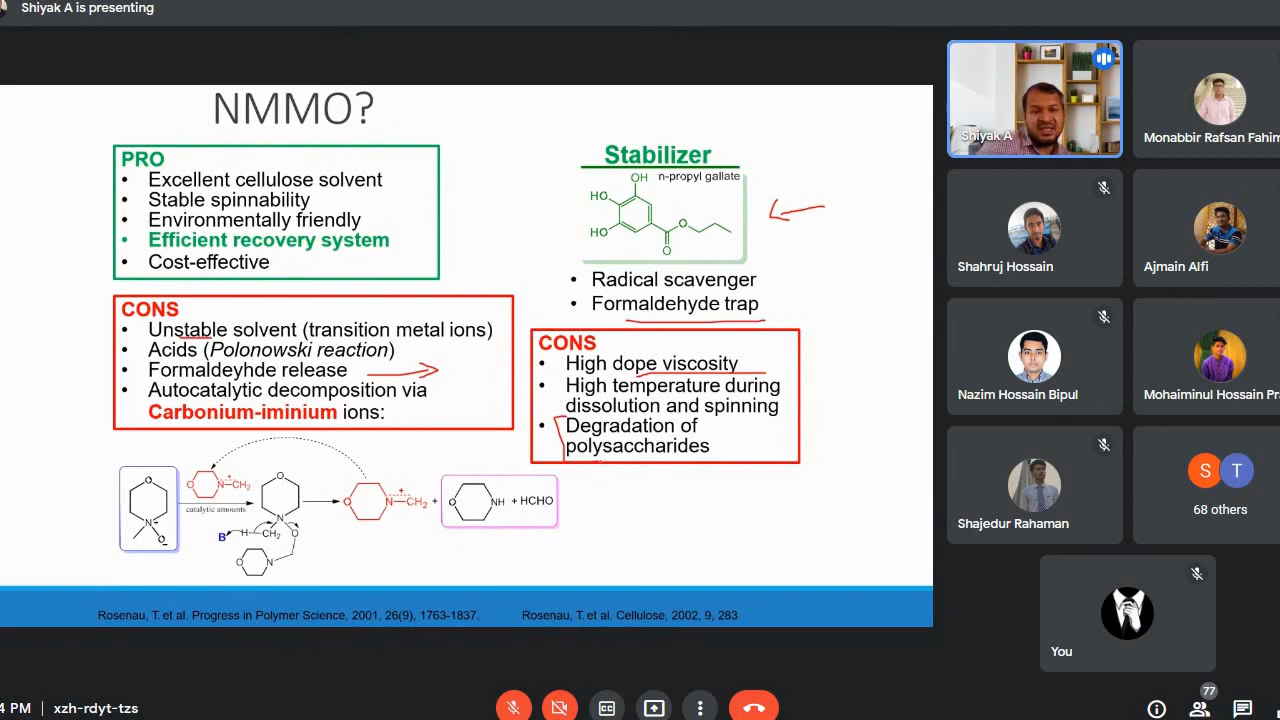 Shiyak A is presenting
NMMO?
PRO
• Excellent cellulose solvent
• Stable spinnability
• Environmentally friendly
• Efficient recovery system
• Cost-effective
CONS
• Unstable solvent (transition metal ions)
• Acids (Polonowski reaction)
• Formaldeyhde release
• Autocatalytic decomposition via
Carbonium-iminium ions:
Stabilizer
OH n-propyl gallate
HO
O
HO
O
• Radical scavenger
• Formaldehyde trap
CONS
• High dope viscosity
• High temperature during
dissolution and spinning
• Degradation of
polysaccharides
O
N+
O-
O N CH2
+
catalytic amounts
O
N
B H CH2 O
O N
O N CH2
+
+
O NH + HCHO
Rosenau, T. et al. Progress in Polymer Science, 2001, 26(9), 1763-1837.
Rosenau, T. et al. Cellulose, 2002, 9, 283
Shiyak A
Monabbir Rafsan Fahim
Shahruj Hossain
Ajmain Alfi
Nazim Hossain Bipul
Mohaiminul Hossain Pr
Shajedur Rahaman
S T
68 others
You
4 PM | xzh-rdyt-tzs
CC
77